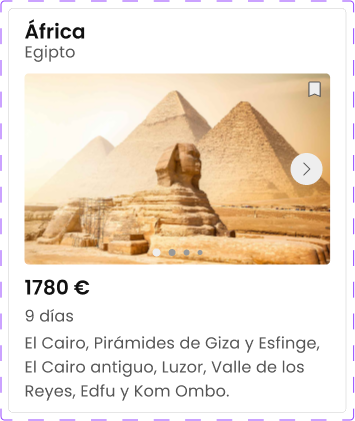 África
Egipto
1780 €
9 días
El Cairo, Pirámides de Giza y Esfinge,
El Cairo antiguo, Luzor, Valle de los
Reyes, Edfu y Kom Ombo.